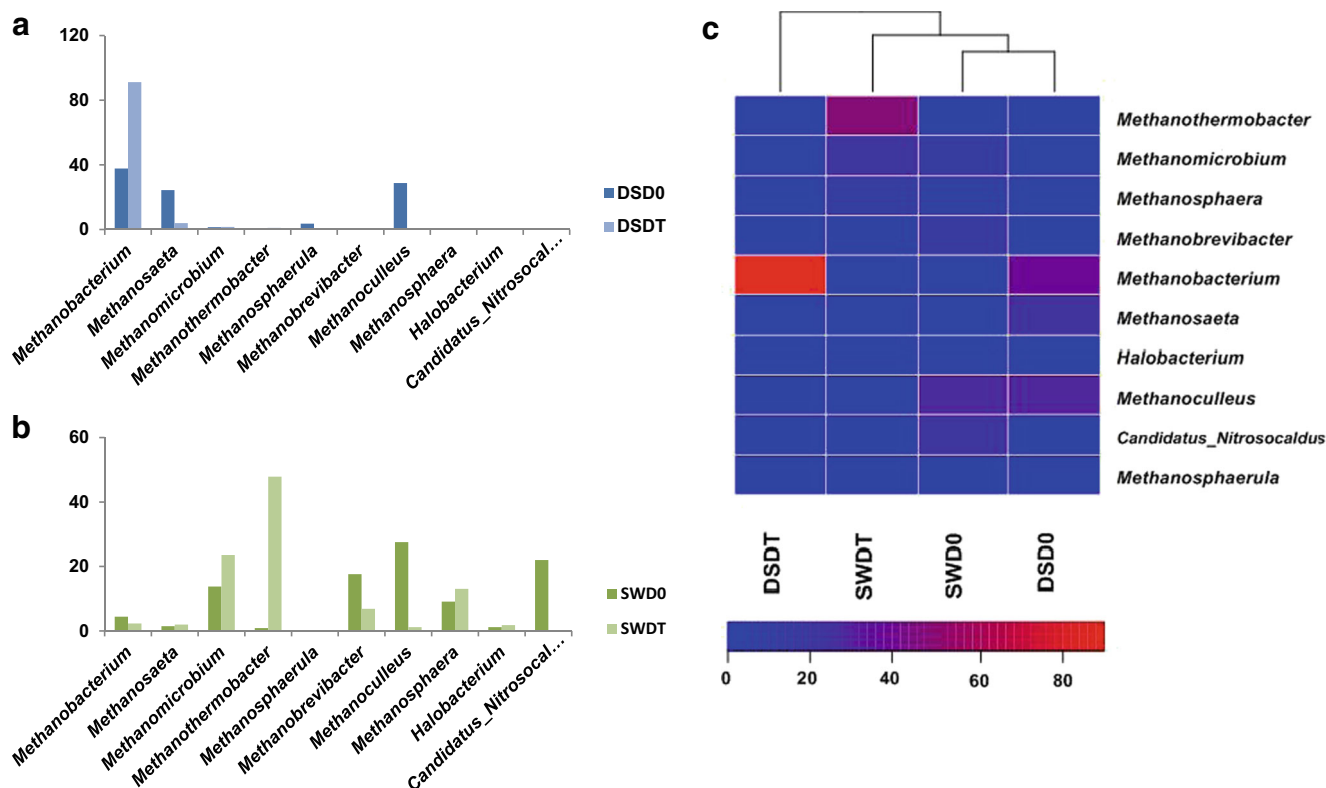 a
120
80
40
0
Methanobacterium
Methanosaeta
Methanomicrobium
Methanothermobacter
Methanosphaerula
Methanobrevibacter
Methanoculleus
Methanosphaera
Halobacterium
Candidatus_Nitrosocal...
DSD0
DSDT
b
60
40
20
0
Methanobacterium
Methanosaeta
Methanomicrobium
Methanothermobacter
Methanosphaerula
Methanobrevibacter
Methanoculleus
Methanosphaera
Halobacterium
Candidatus_Nitrosocal...
SWD0
SWDT
c
Methanothermobacter
Methanomicrobium
Methanosphaera
Methanobrevibacter
Methanobacterium
Methanosaeta
Halobacterium
Methanoculleus
Candidatus_Nitrosocaldus
Methanosphaerula
DSDT
SWDT
SWD0
DSD0
0 20 40 60 80